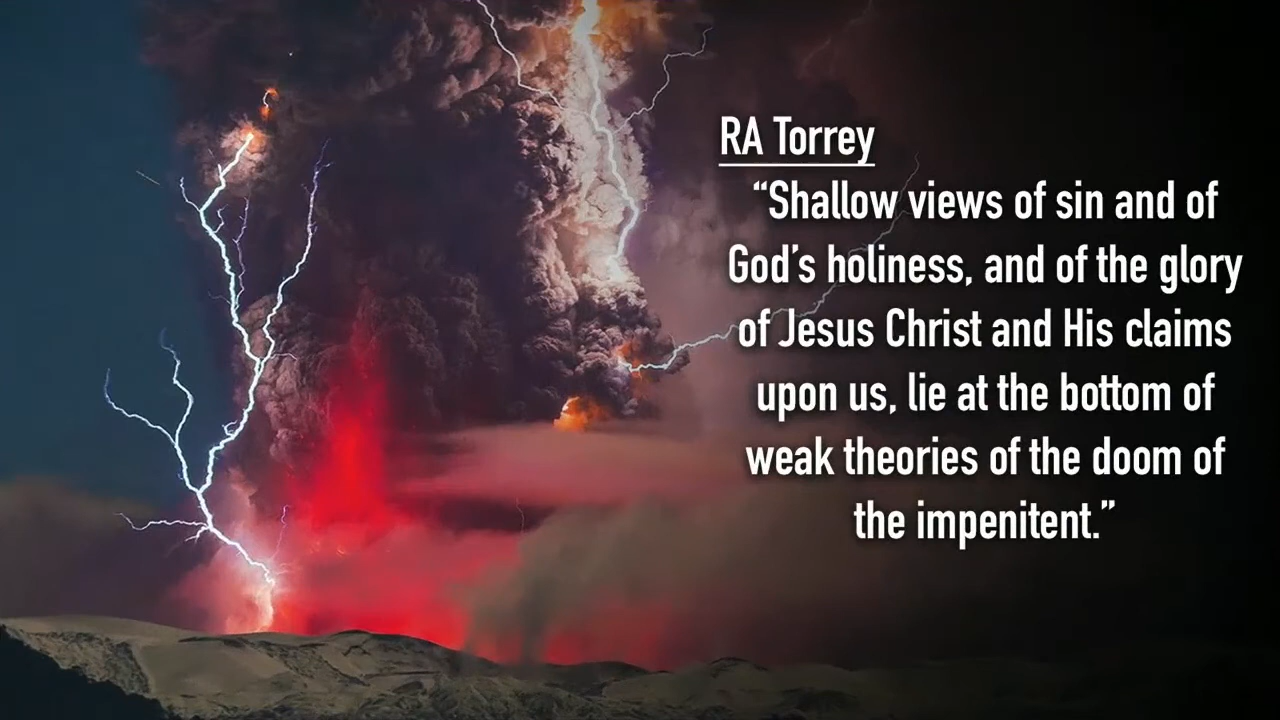 RA Torrey
“Shallow views of sin and of
God’s holiness, and of the glory
of Jesus Christ and His claims
upon us, lie at the bottom of
weak theories of the doom of
the impenitent.”